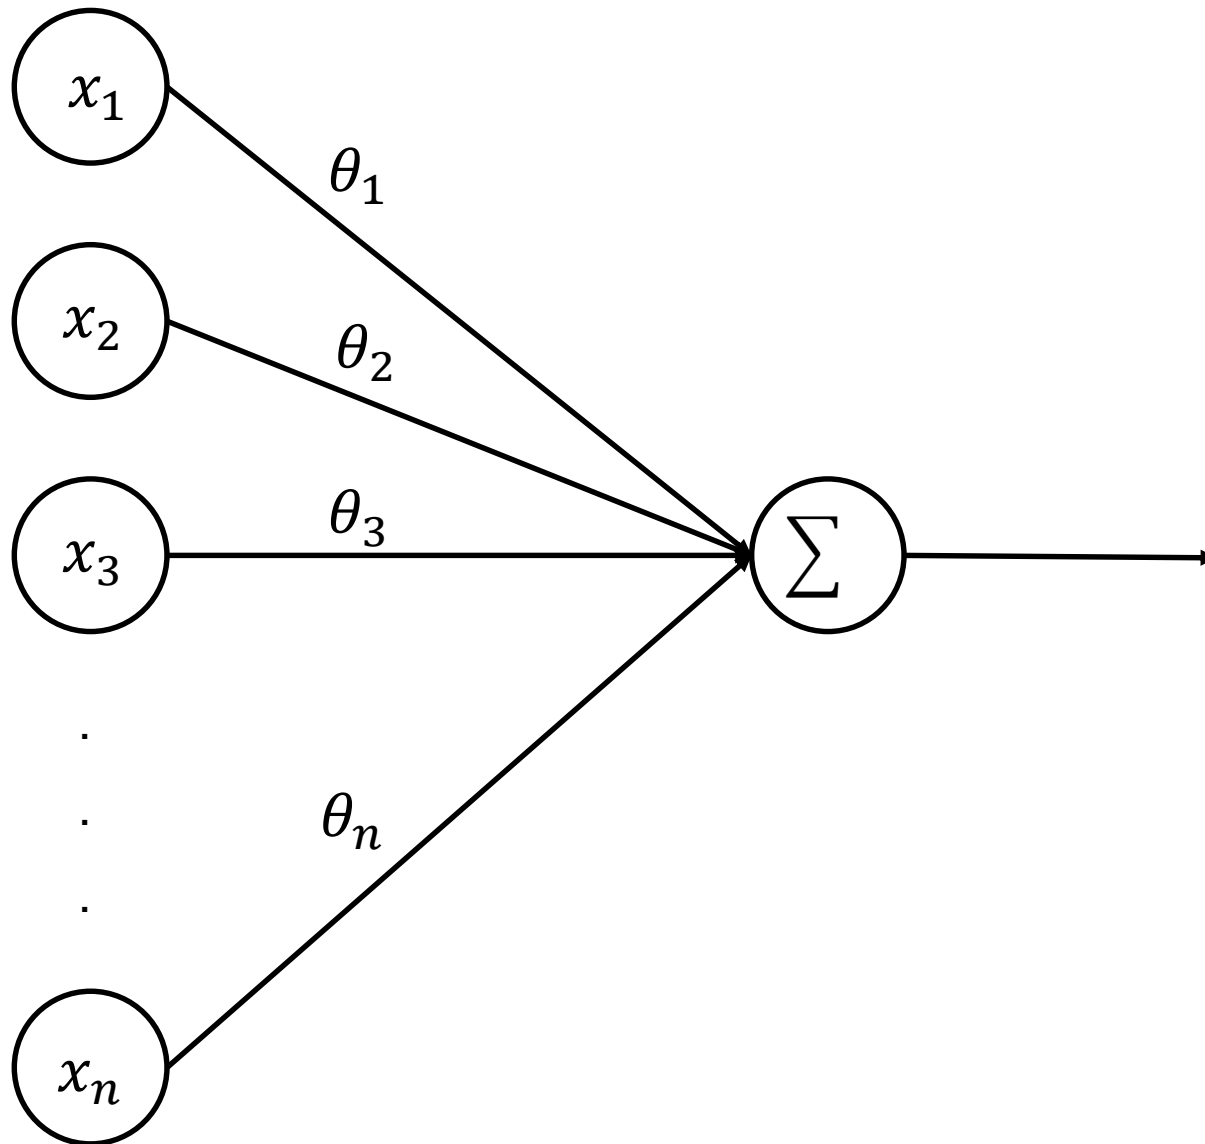 x₁
θ₁
x₂
θ₂
x₃
θ₃
∑
.
.
.
θₙ
xₙ